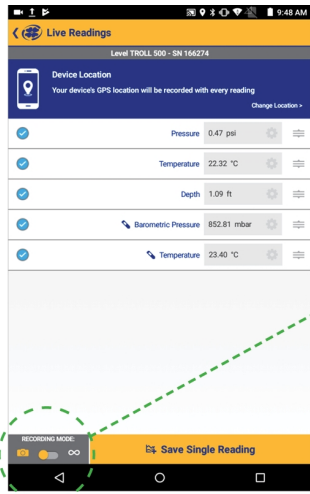 9:48 AM
Live Readings
Level TROLL 500 - SN 166274
Device Location
Your device's GPS location will be recorded with every reading
Change Location >
Pressure 0.47 psi
Temperature 22.32 °C
Depth 1.09 ft
Barometric Pressure 852.81 mbar
Temperature 23.40 °C
RECORDING MODE:
Save Single Reading